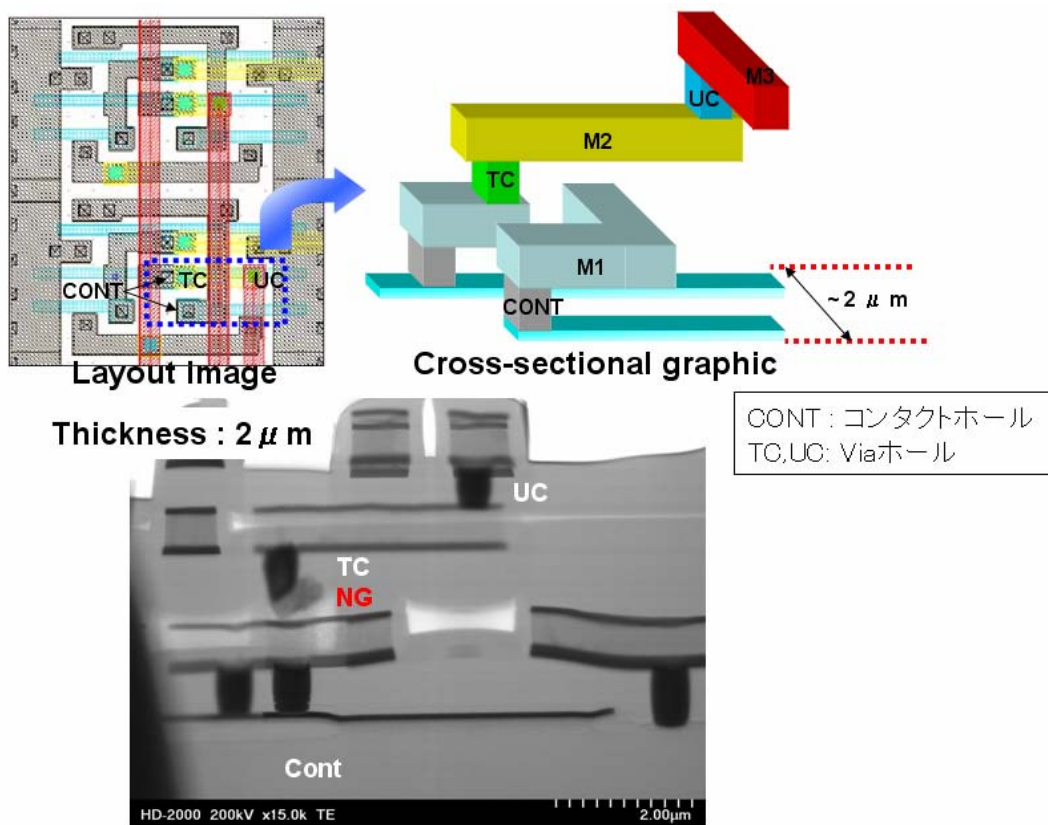 CONT
TC
UC
Layout Image
M3
UC
M2
TC
M1
CONT
~2 μm
Cross-sectional graphic
CONT : コンタクトホール
TC,UC: Viaホール
Thickness : 2 μm
UC
TC
NG
Cont
HD-2000 200kV x15.0k TE
2.00μm